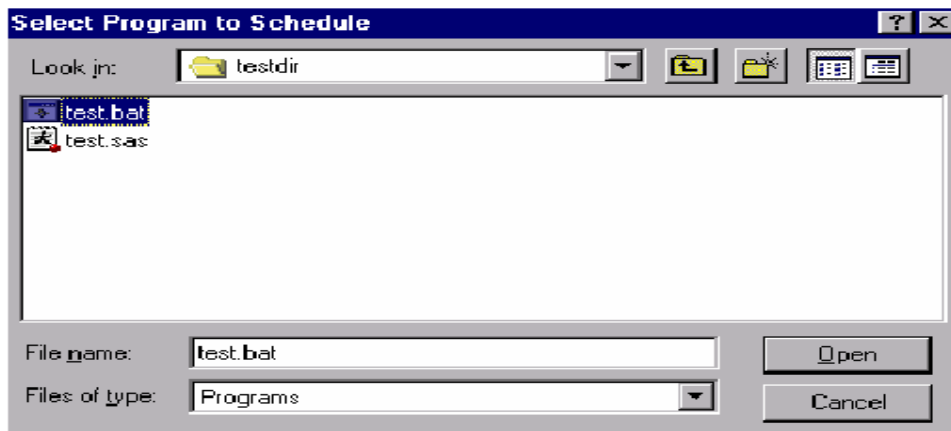 Select Program to Schedule
Look in: testdir
test.bat
test.sas
File name: test.bat Open
Files of type: Programs Cancel